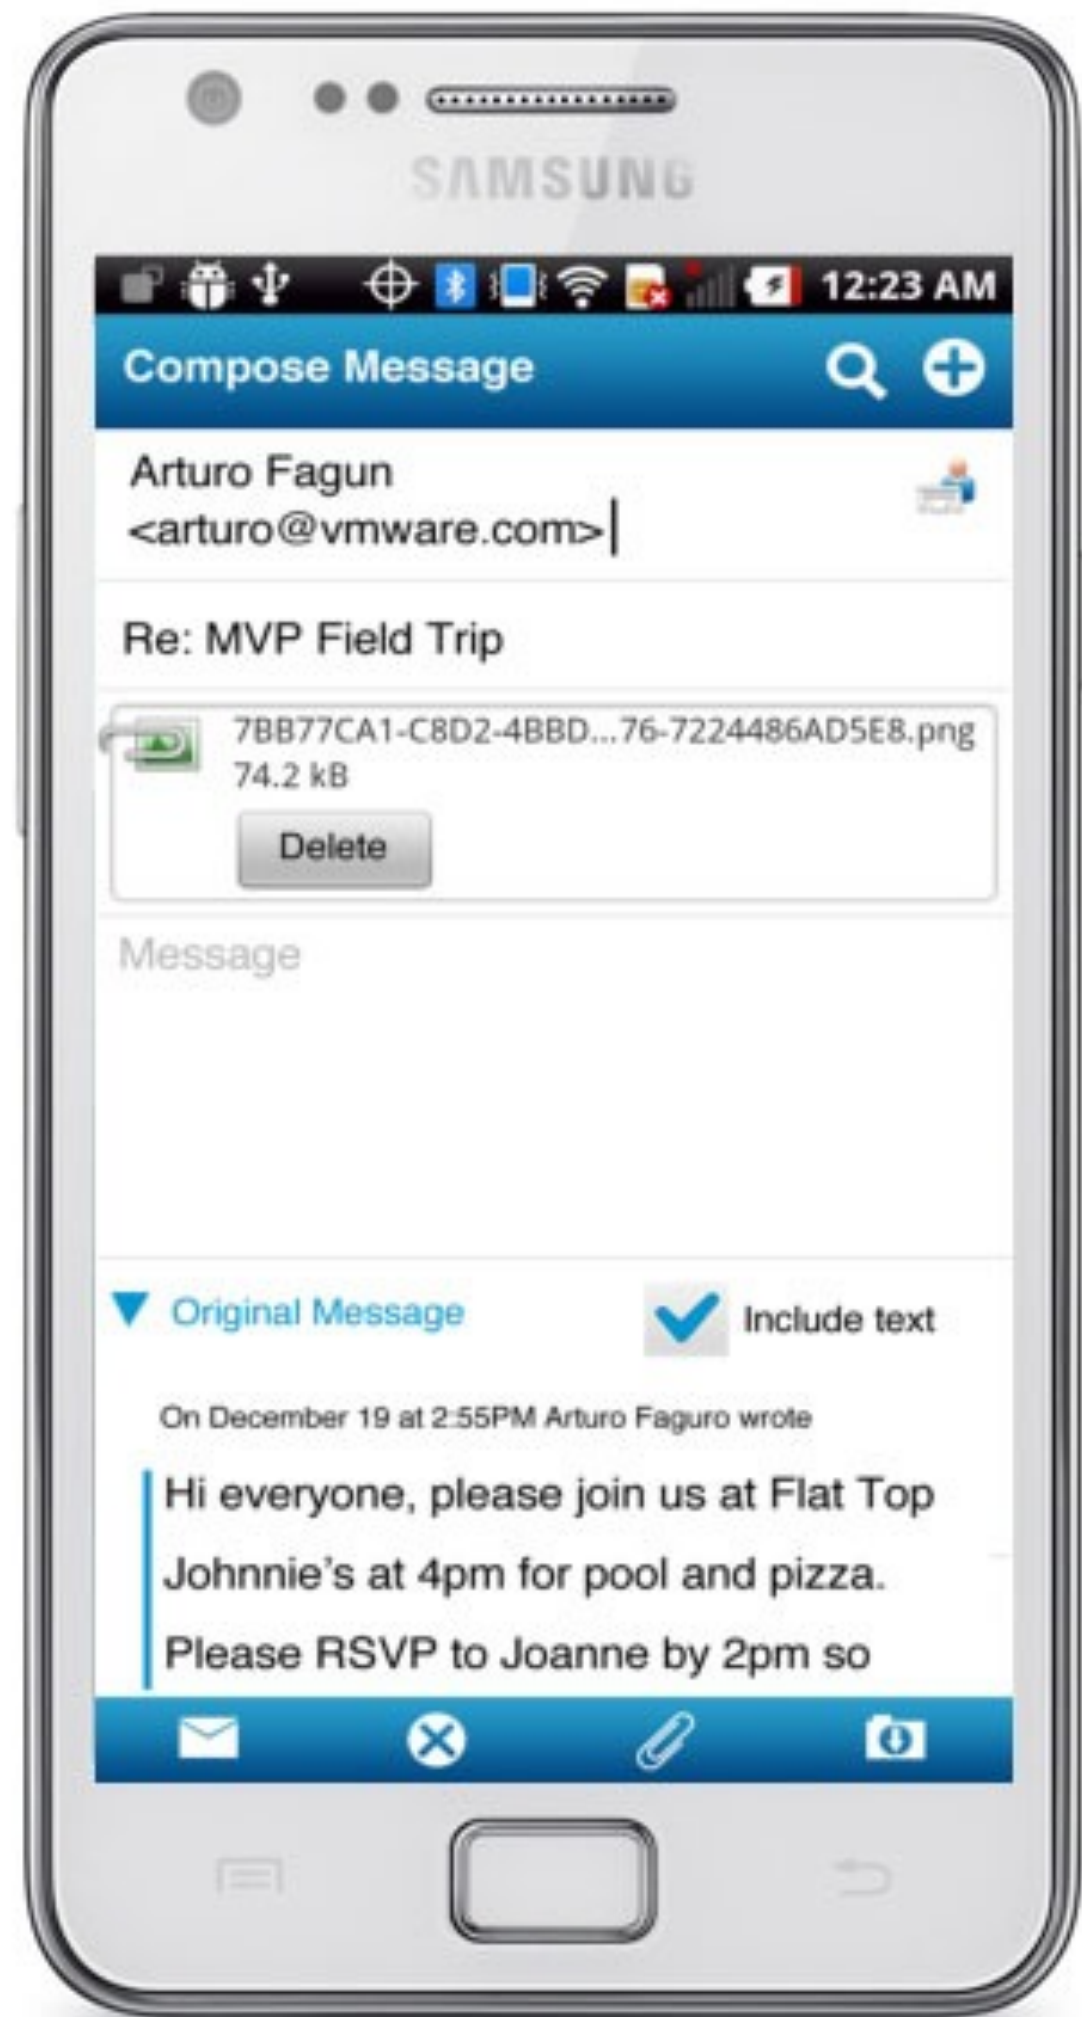 SAMSUNG
12:23 AM
Compose Message
Arturo Fagun
<arturo@vmware.com>
Re: MVP Field Trip
7BB77CA1-C8D2-4BBD...76-7224486AD5E8.png
74.2 kB
Delete
Message
Original Message
Include text
On December 19 at 2:55PM Arturo Faguro wrote
Hi everyone, please join us at Flat Top
Johnnie's at 4pm for pool and pizza.
Please RSVP to Joanne by 2pm so